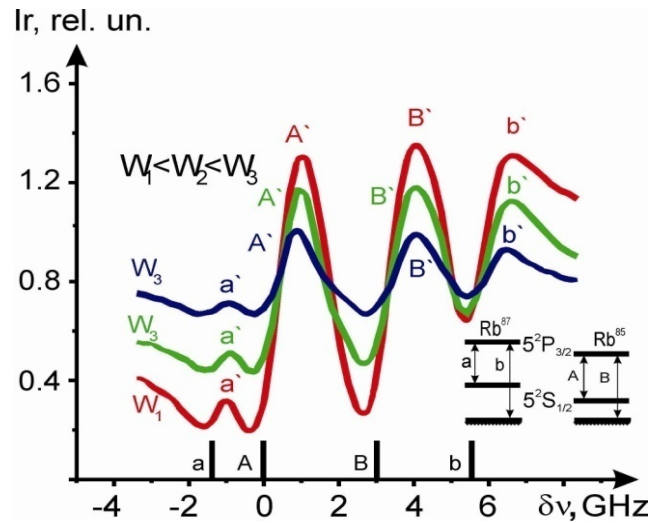 Ir, rel. un.
1.6
A` B` b`
W₁<W₂<W₃
1.2
A` B` b`
A` B` b`
W₃ a`
0.8
W₃ a`
Rb⁸⁷ Rb⁸⁵
5²P₃/₂
a b A B
0.4
W₁ a`
5²S₁/₂
a A B b
-4 -2 0 2 4 6 δν, GHz